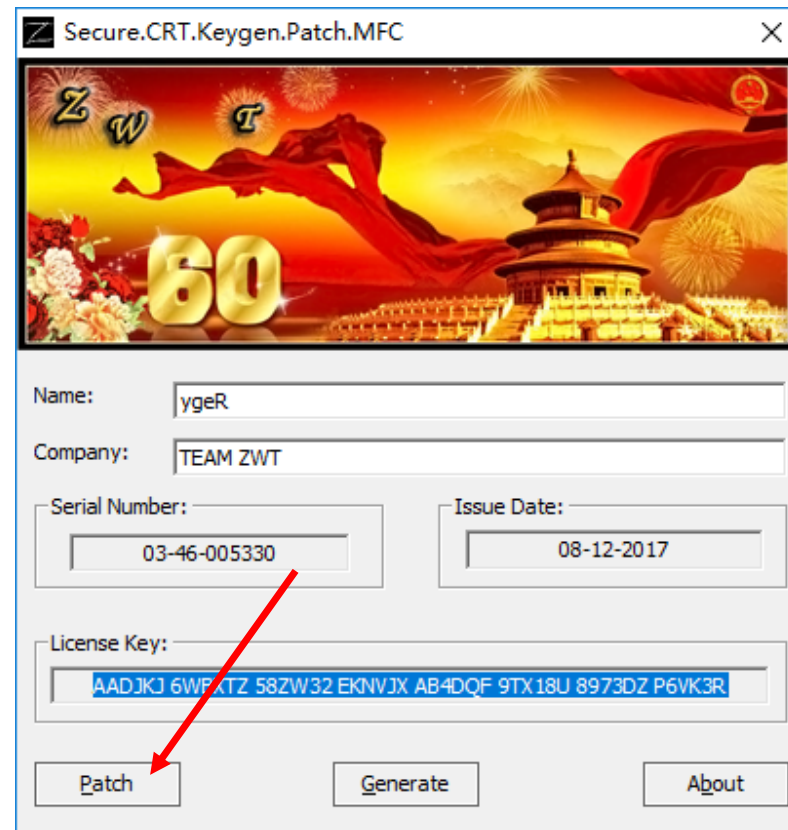 Secure.CRT.Keygen.Patch.MFC
Z W T
60
Name: ygeR
Company: TEAM ZWT
Serial Number: Issue Date:
03-46-005330 08-12-2017
License Key:
AADJKJ 58ZW32 EKNVJX AB4DQF 9TX18U 8973DZ P6VK3R
Patch Generate About